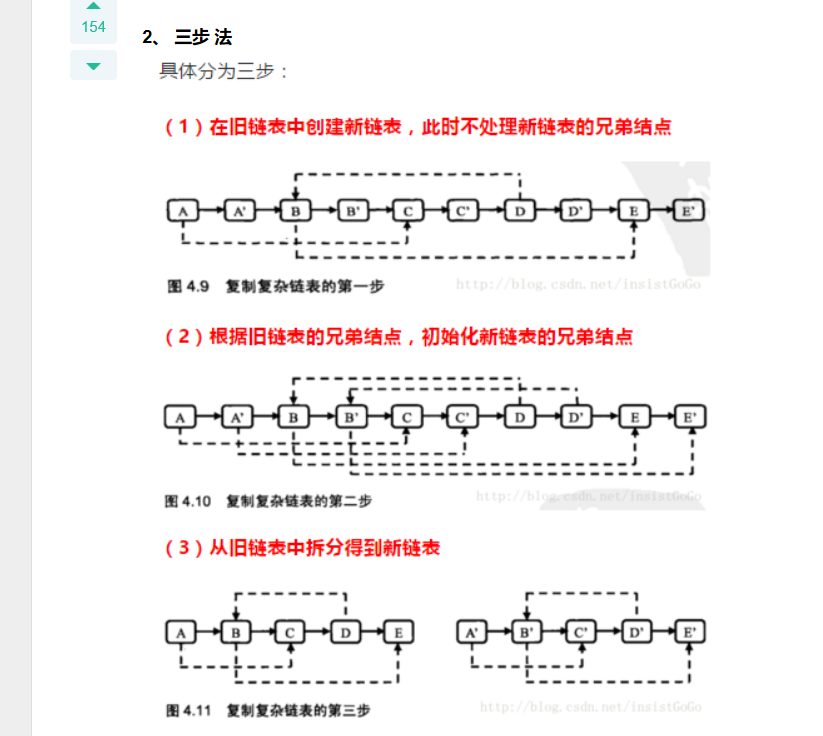 154
2、 三步 法
具体分为三步：
（1）在旧链表中创建新链表，此时不处理新链表的兄弟结点
A A' B B' C C' D D' E E'
图 4.9 复制复杂链表的第一步 http://blog.csdn.net/insistGoGo
（2）根据旧链表的兄弟结点，初始化新链表的兄弟结点
A A' B B' C C' D D' E E'
图 4.10 复制复杂链表的第二步 http://blog.csdn.net/insistGoGo
（3）从旧链表中拆分得到新链表
A B C D E A' B' C' D' E'
图 4.11 复制复杂链表的第三步 http://blog.csdn.net/insistGoGo